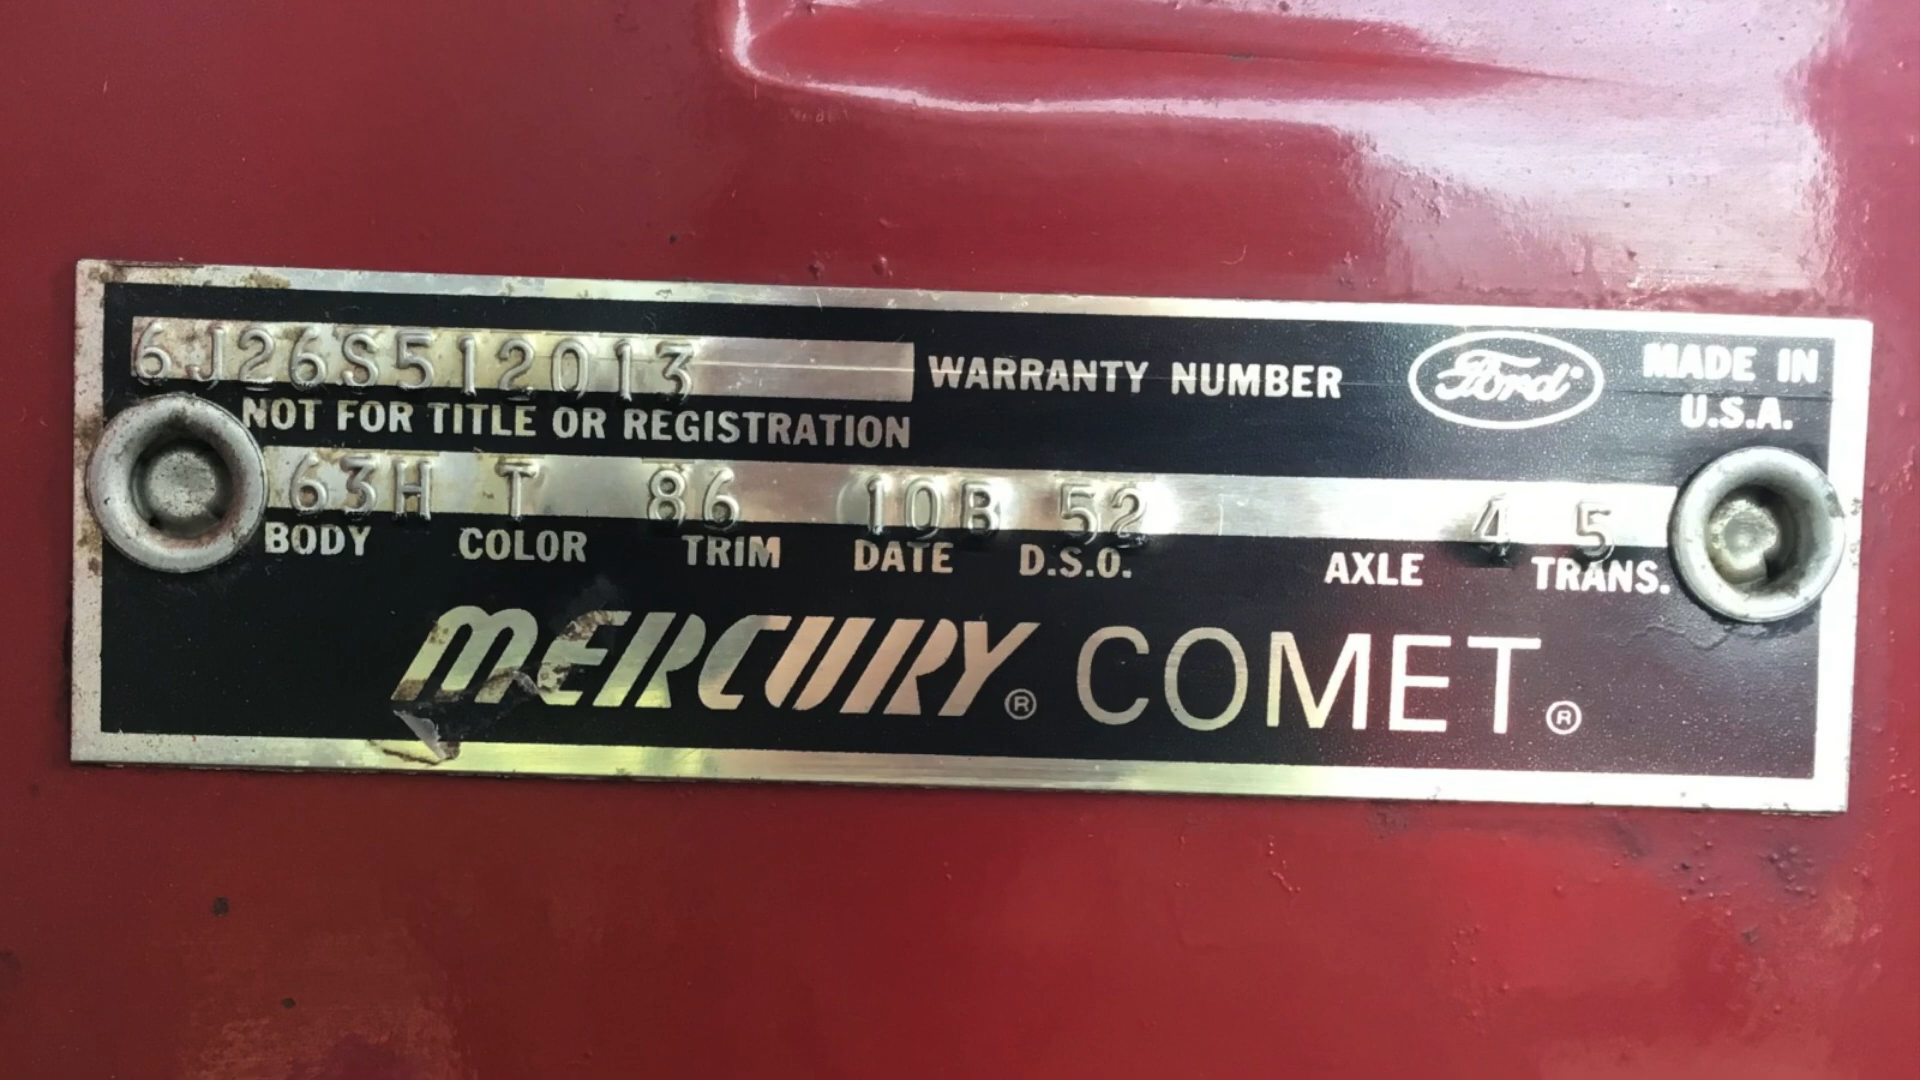 6J26S512013 WARRANTY NUMBER Ford MADE IN U.S.A.
NOT FOR TITLE OR REGISTRATION
63H T 86 10B 52 4 5
BODY COLOR TRIM DATE D.S.O. AXLE TRANS.
MERCURY® COMET®